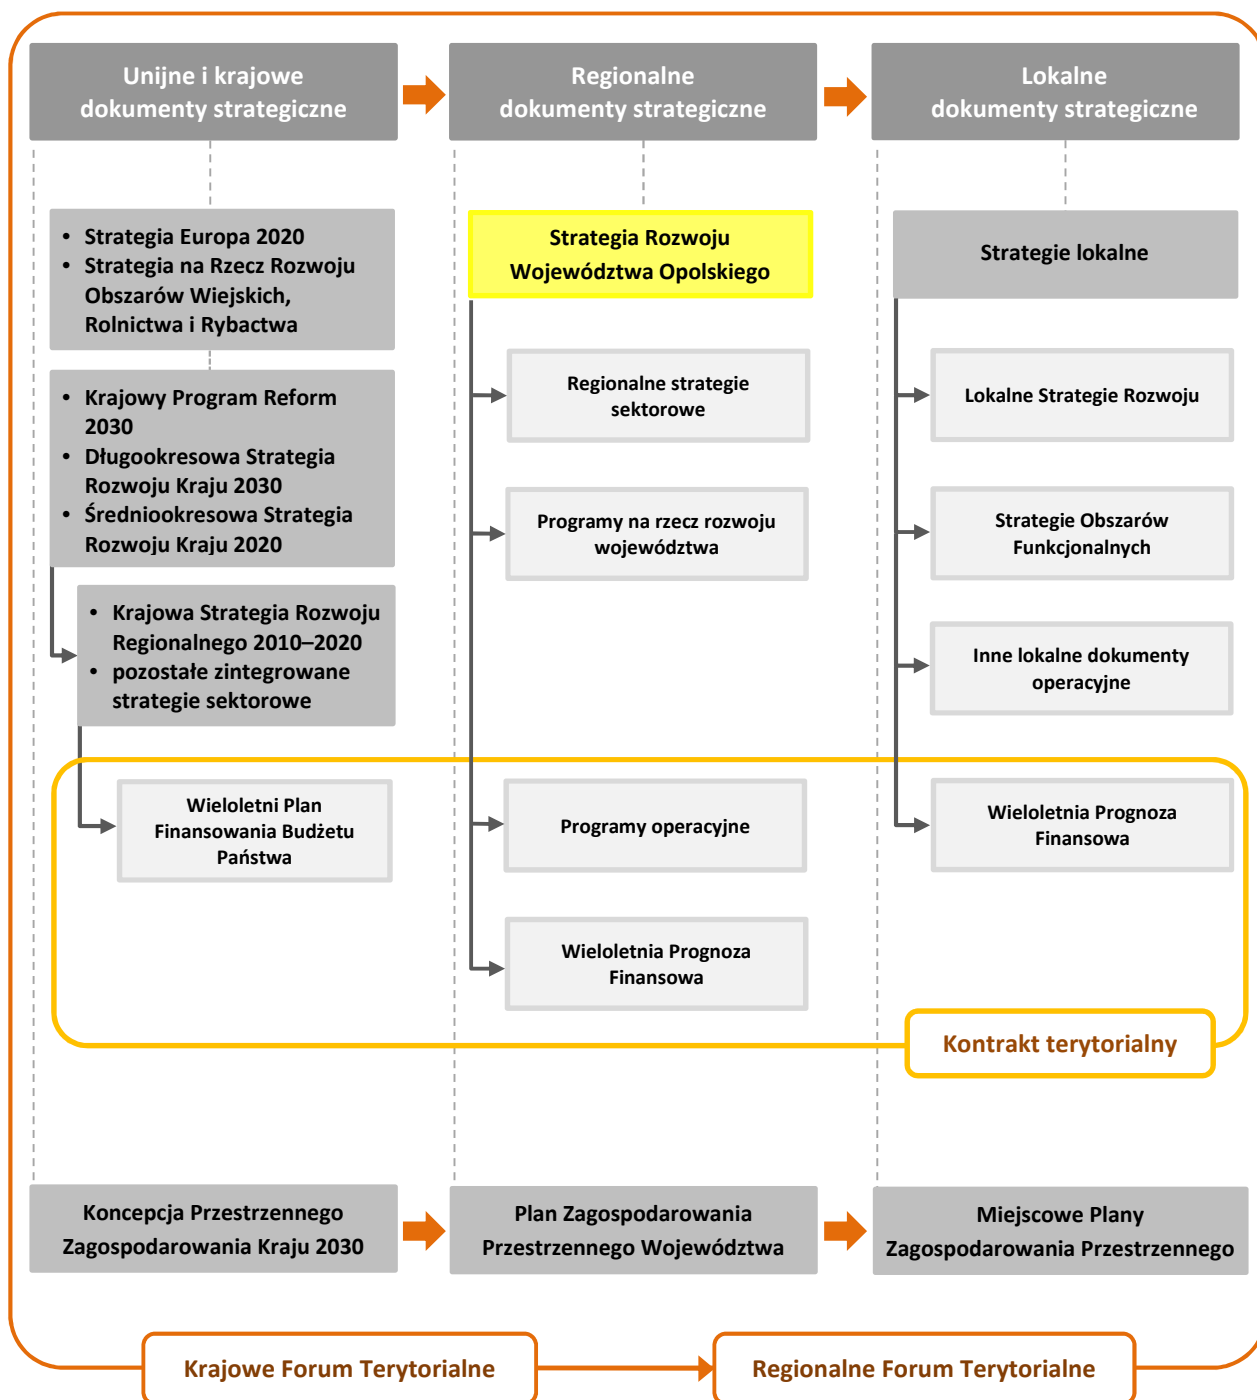 Unijne i krajowe
dokumenty strategiczne
Regionalne
dokumenty strategiczne
Lokalne
dokumenty strategiczne
• Strategia Europa 2020
• Strategia na Rzecz Rozwoju
Obszarów Wiejskich,
Rolnictwa i Rybactwa
• Krajowy Program Reform
2030
• Długookresowa Strategia
Rozwoju Kraju 2030
• Średniookresowa Strategia
Rozwoju Kraju 2020
• Krajowa Strategia Rozwoju
Regionalnego 2010–2020
• pozostałe zintegrowane
strategie sektorowe
Wieloletni Plan
Finansowania Budżetu
Państwa
Strategia Rozwoju
Województwa Opolskiego
Regionalne strategie
sektorowe
Programy na rzecz rozwoju
województwa
Programy operacyjne
Wieloletnia Prognoza
Finansowa
Strategie lokalne
Lokalne Strategie Rozwoju
Strategie Obszarów
Funkcjonalnych
Inne lokalne dokumenty
operacyjne
Wieloletnia Prognoza
Finansowa
Kontrakt terytorialny
Koncepcja Przestrzennego
Zagospodarowania Kraju 2030
Plan Zagospodarowania
Przestrzennego Województwa
Miejscowe Plany
Zagospodarowania Przestrzennego
Krajowe Forum Terytorialne
Regionalne Forum Terytorialne